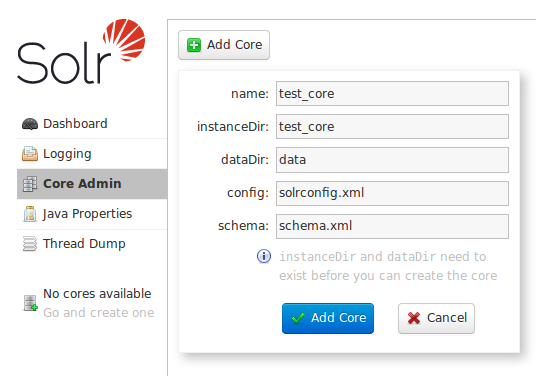 Solr
Dashboard
Logging
Core Admin
Java Properties
Thread Dump
No cores available
Go and create one
Add Core
name: test_core
instanceDir: test_core
dataDir: data
config: solrconfig.xml
schema: schema.xml
instanceDir and dataDir need to
exist before you can create the core
Add Core Cancel